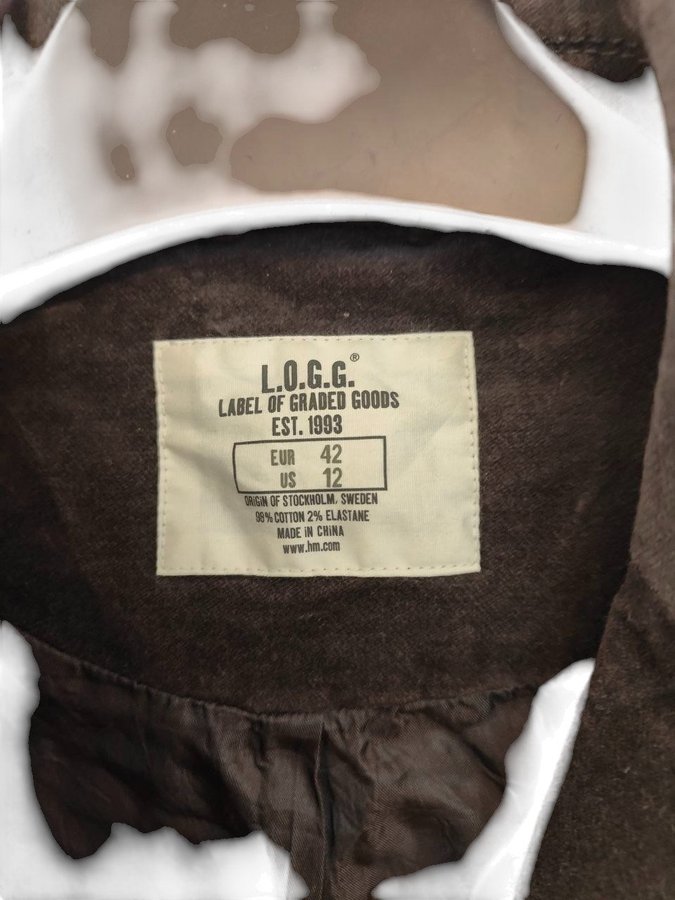 L.O.G.G.®
LABEL OF GRADED GOODS
EST. 1993
EUR 42
US 12
ORIGIN OF STOCKHOLM, SWEDEN
98% COTTON 2% ELASTANE
MADE IN CHINA
www.hm.com